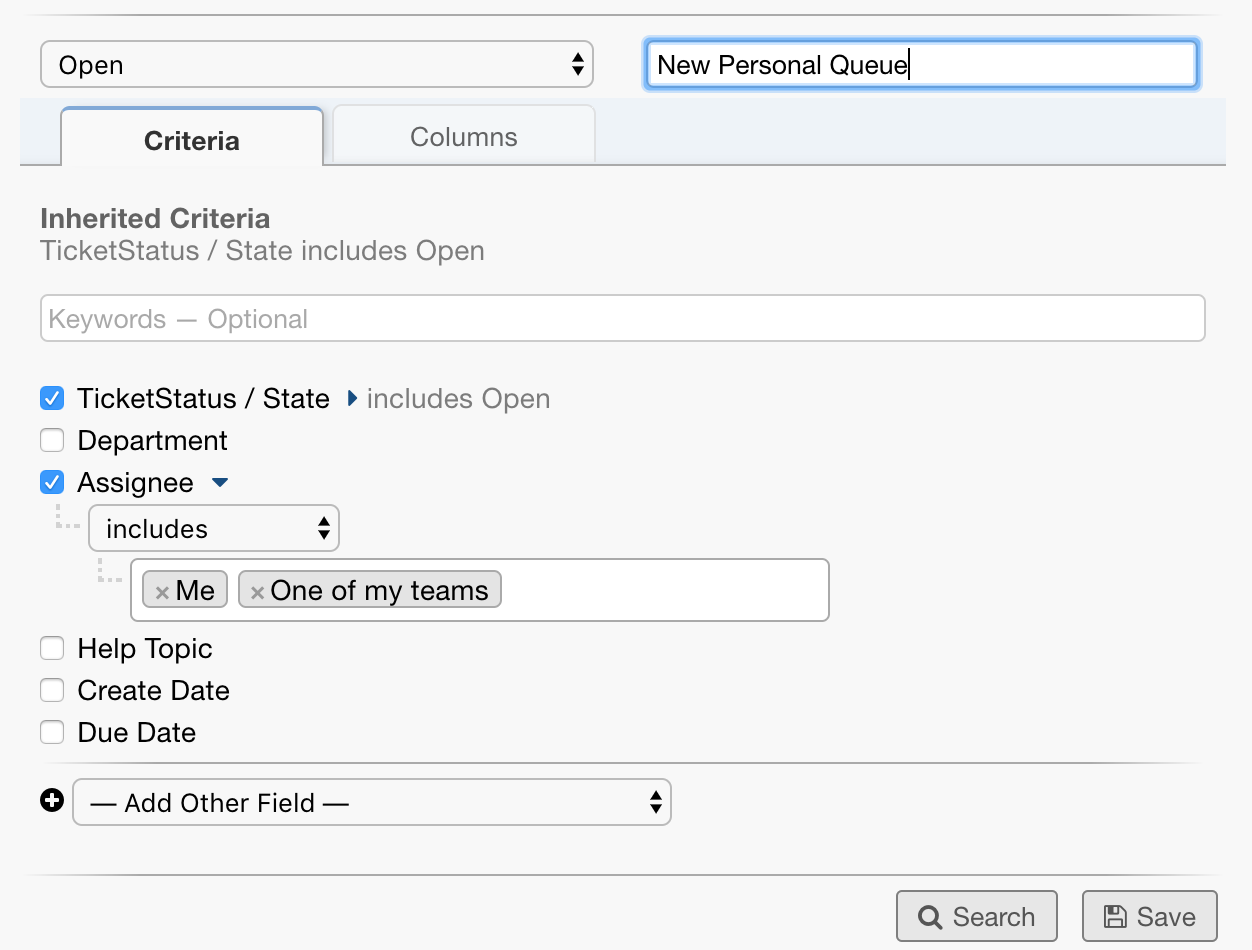 Open New Personal Queue
Criteria Columns
Inherited Criteria
TicketStatus / State includes Open
Keywords — Optional
TicketStatus / State includes Open
Department
Assignee
includes
×Me ×One of my teams
Help Topic
Create Date
Due Date
— Add Other Field —
Search Save